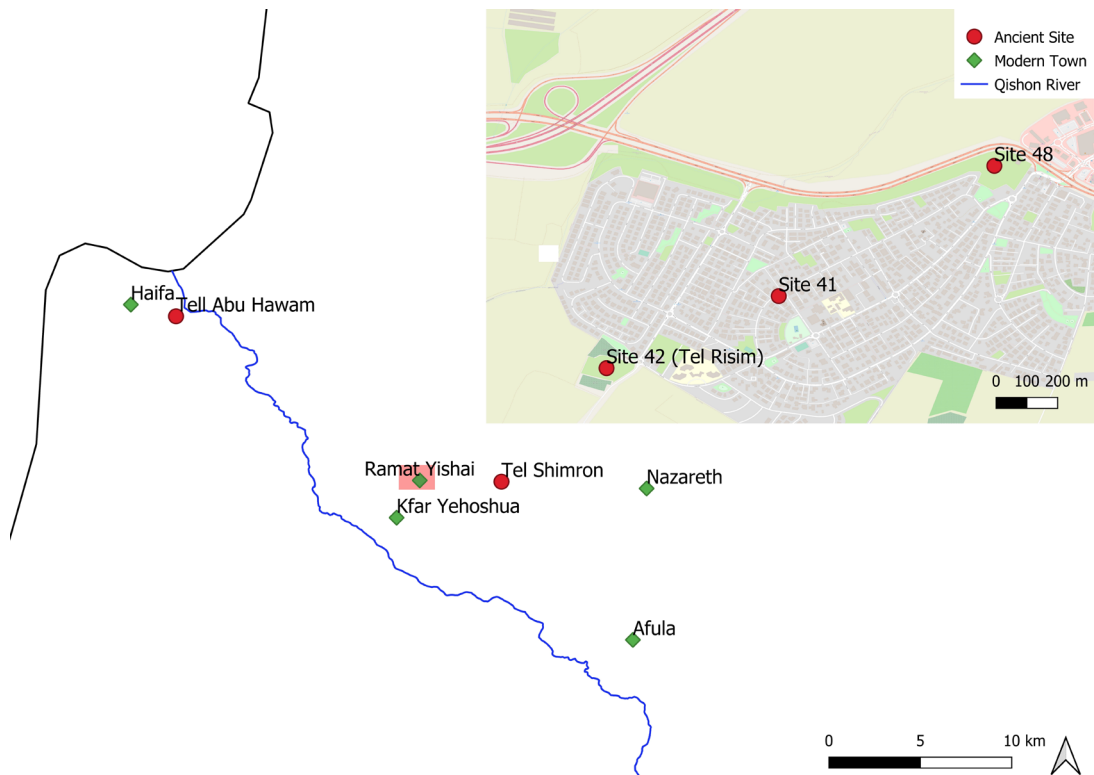 Ancient Site
Modern Town
Qishon River
Site 48
Site 41
Site 42 (Tel Risim)
0 100 200 m
Haifa
Tell Abu Hawam
Ramat Yishai
Tel Shimron
Nazareth
Kfar Yehoshua
Afula
0 5 10 km